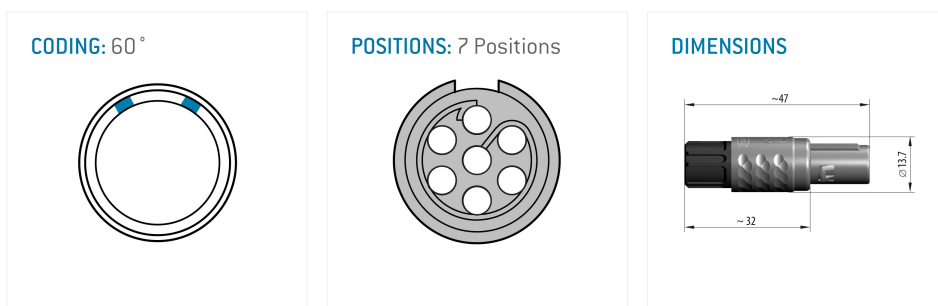 CODING: 60°
POSITIONS: 7 Positions
DIMENSIONS
~47
⌀13.7
~ 32